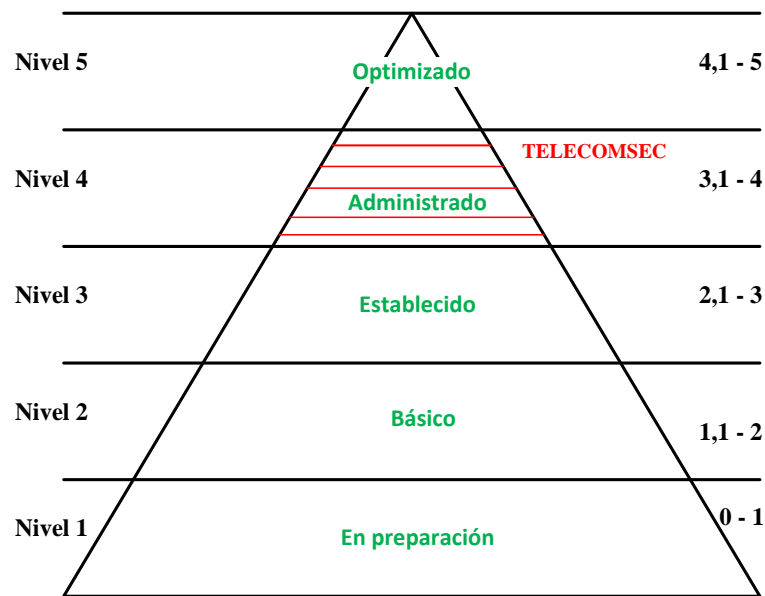 Nivel 5
Optimizado
4,1 - 5
TELECOMSEC
Nivel 4
Administrado
3,1 - 4
Nivel 3
Establecido
2,1 - 3
Nivel 2
Básico
1,1 - 2
Nivel 1
En preparación
0 - 1